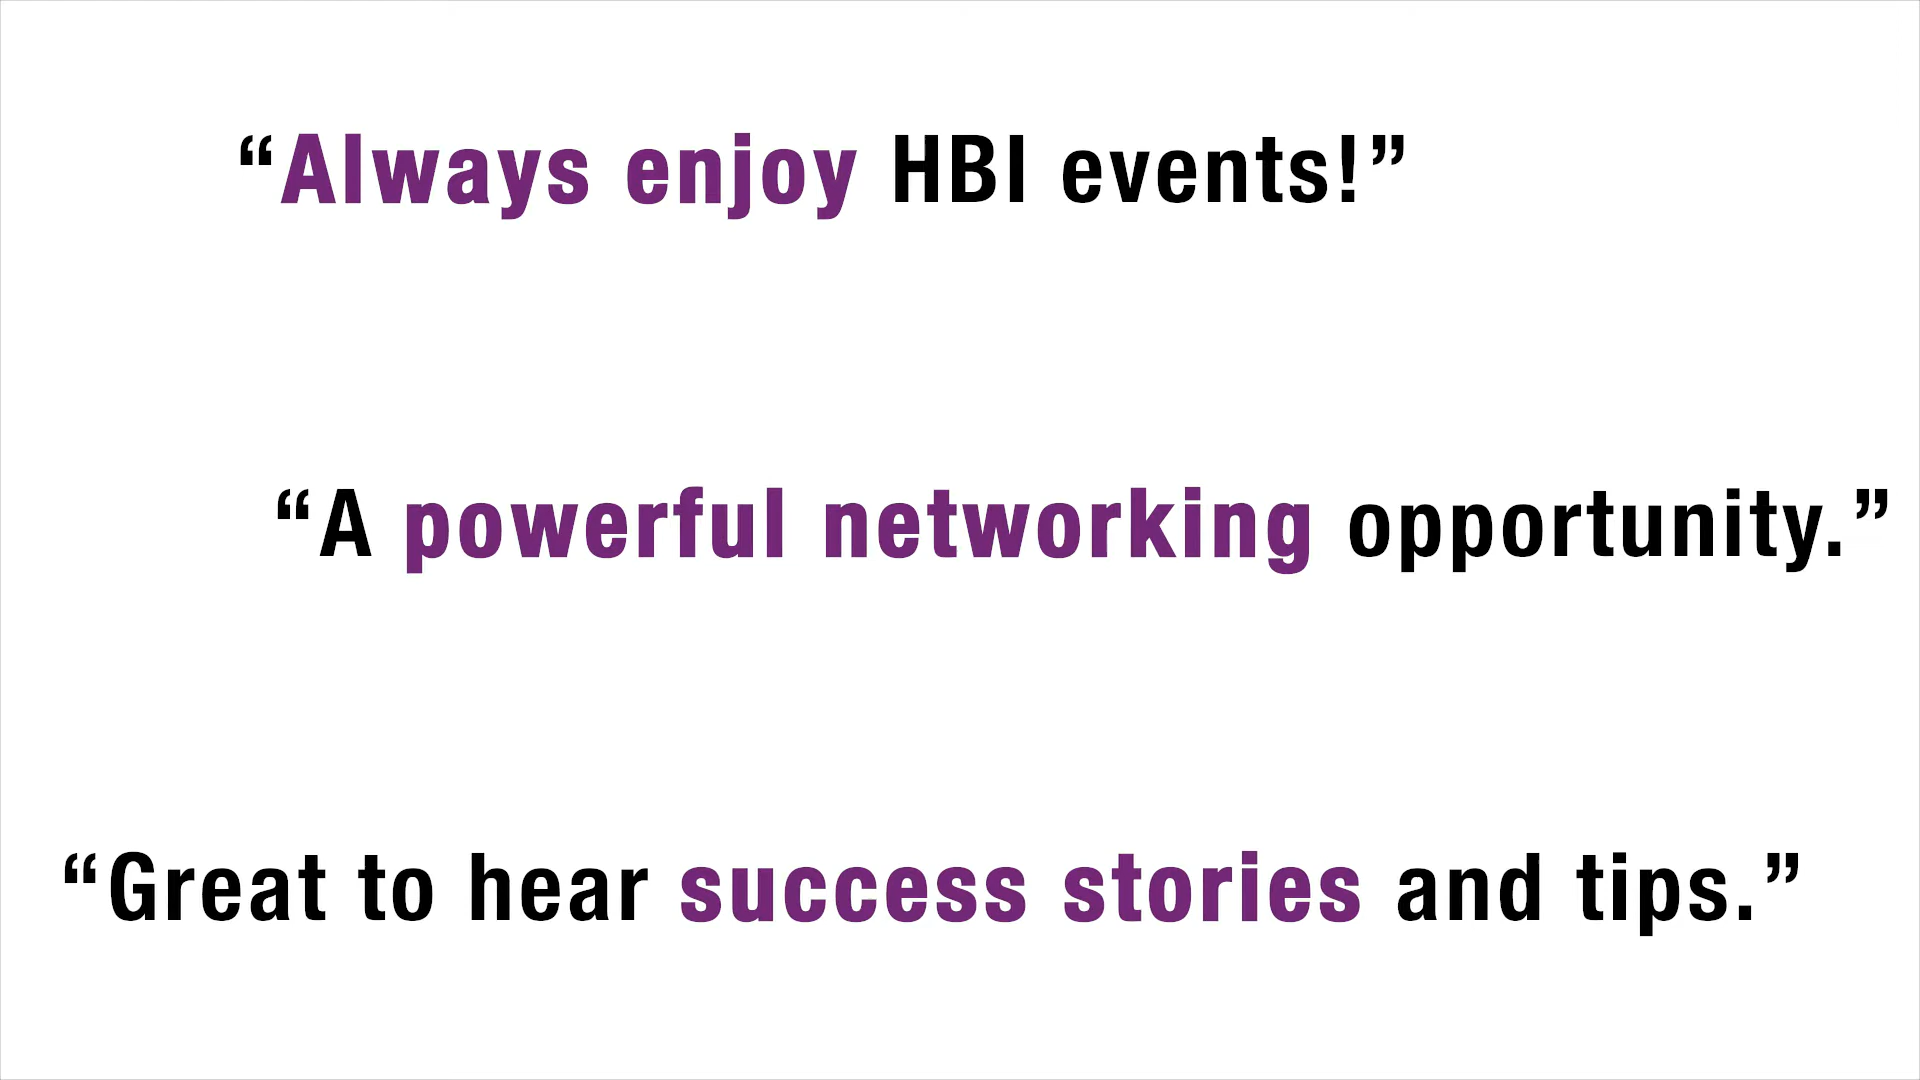 “Always enjoy HBI events!”
“A powerful networking opportunity.”
“Great to hear success stories and tips.”